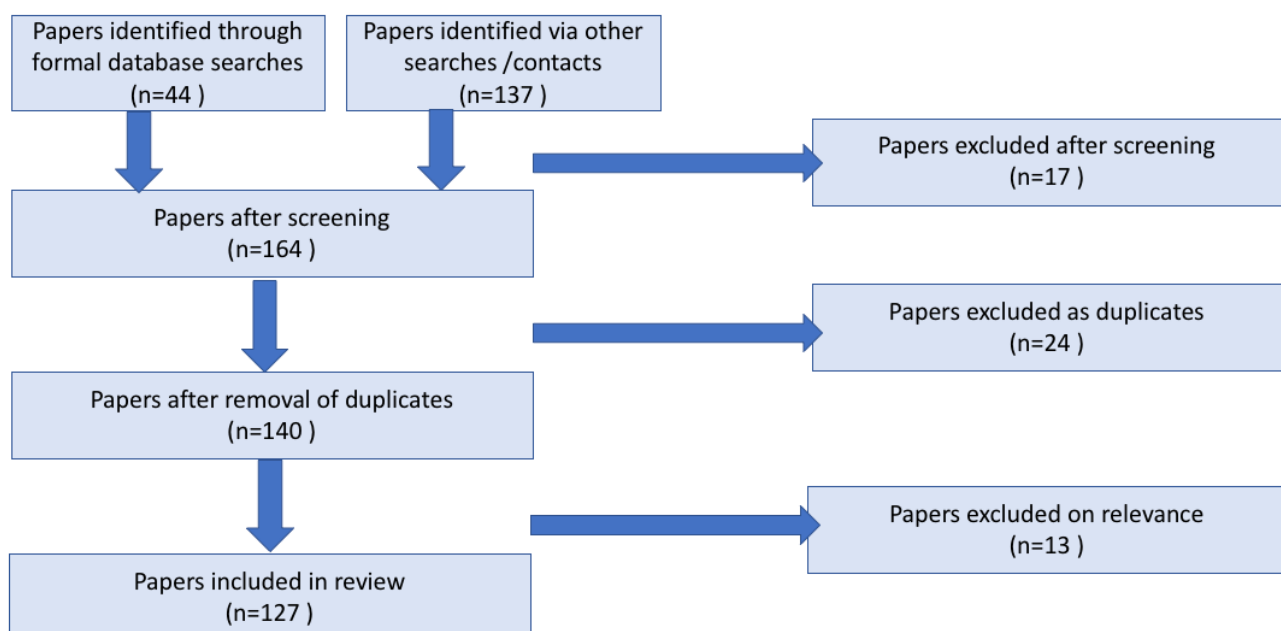 Papers identified through
formal database searches
(n=44 )
Papers identified via other
searches /contacts
(n=137 )
Papers excluded after screening
(n=17 )
Papers after screening
(n=164 )
Papers excluded as duplicates
(n=24 )
Papers after removal of duplicates
(n=140 )
Papers excluded on relevance
(n=13 )
Papers included in review
(n=127 )